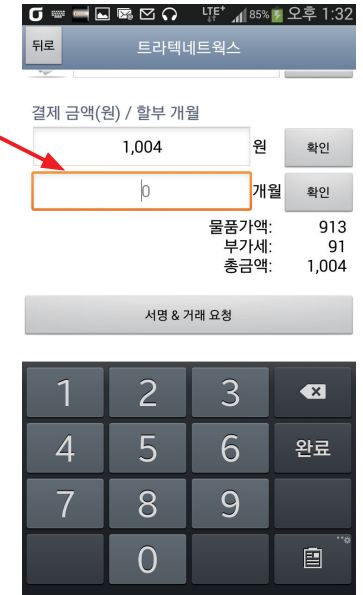 LTE+ 85% 오후 1:32
뒤로 트라텍네트웍스
결제 금액(원) / 할부 개월
1,004 원 확인
0 개월 확인
물품가액: 913
부가세: 91
총금액: 1,004
서명 & 거래 요청
1 2 3
4 5 6 완료
7 8 9
0